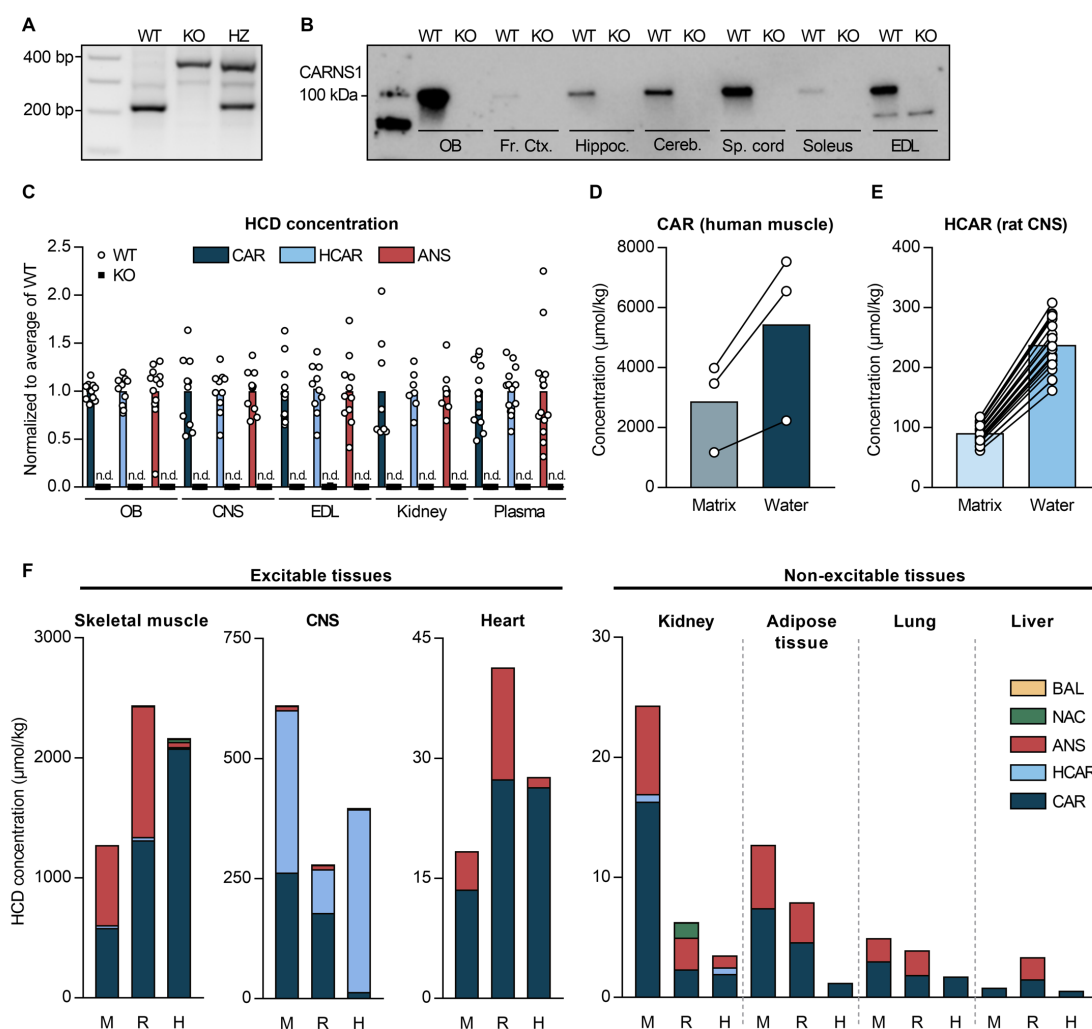 A
WT KO HZ
400 bp
200 bp
B
WT KO WT KO WT KO WT KO WT KO WT KO WT KO
CARNS1
100 kDa
OB Fr. Ctx. Hippoc. Cereb. Sp. cord Soleus EDL
C
HCD concentration
WT
KO
CAR HCAR ANS
Normalized to average of WT
2.5
2.0
1.5
1.0
0.5
0.0
n.d. n.d. n.d. n.d. n.d. n.d. n.d. n.d. n.d. n.d. n.d. n.d. n.d. n.d. n.d.
OB CNS EDL Kidney Plasma
D
CAR (human muscle)
Concentration (μmol/kg)
8000
6000
4000
2000
0
Matrix Water
E
HCAR (rat CNS)
Concentration (μmol/kg)
400
300
200
100
0
Matrix Water
F
Excitable tissues
Non-excitable tissues
HCD concentration (μmol/kg)
Skeletal muscle
3000
2000
1000
0
M R H
CNS
750
500
250
0
M R H
Heart
45
30
15
0
M R H
Kidney
Adipose
tissue
Lung
Liver
30
20
10
0
M R H M R H M R H M R H
BAL
NAC
ANS
HCAR
CAR